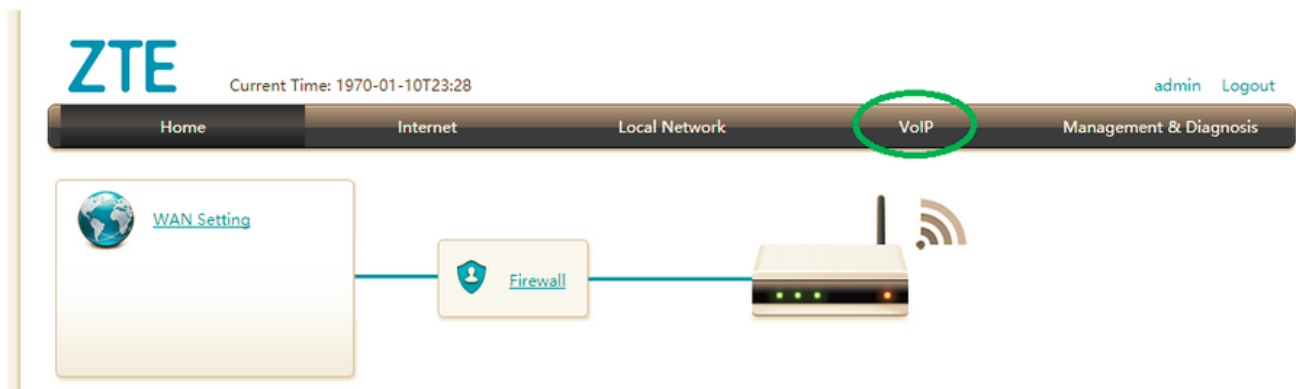 ZTE
Current Time: 1970-01-10T23:28
admin Logout
Home Internet Local Network VoIP Management & Diagnosis
WAN Setting
Firewall